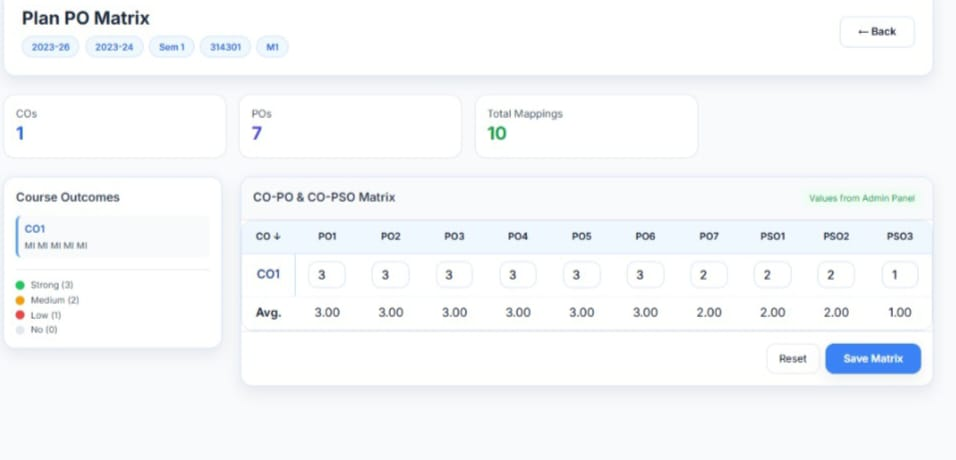 Plan PO Matrix
2023-26 2023-24 Sem 1 314301 M1
← Back
COs
1
POs
7
Total Mappings
10
Course Outcomes
CO1
MI MI MI MI MI
Strong (3)
Medium (2)
Low (1)
No (0)
CO-PO & CO-PSO Matrix
Values from Admin Panel
CO ↓ PO1 PO2 PO3 PO4 PO5 PO6 PO7 PSO1 PSO2 PSO3
CO1 3 3 3 3 3 3 2 2 2 1
Avg. 3.00 3.00 3.00 3.00 3.00 3.00 2.00 2.00 2.00 1.00
Reset Save Matrix